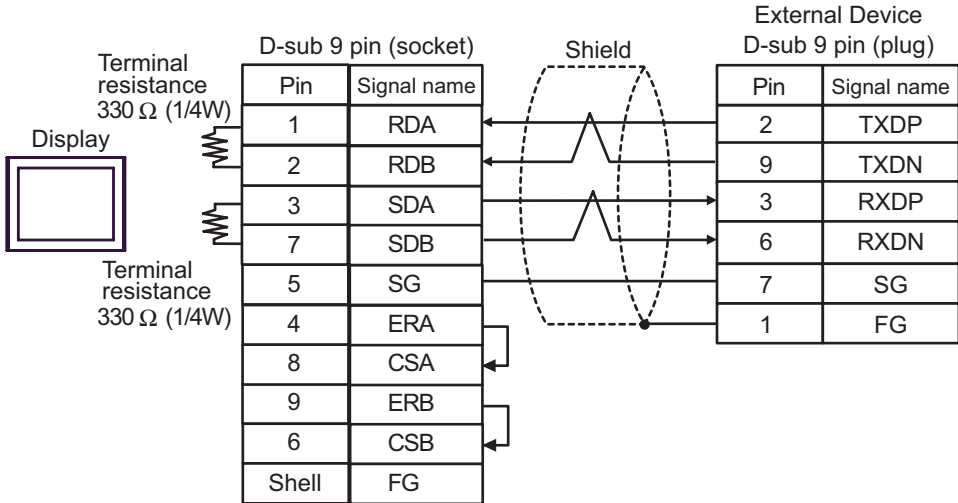 External Device
D-sub 9 pin (socket)
Shield
D-sub 9 pin (plug)
Terminal
resistance
330 Ω (1/4W)
Display
Terminal
resistance
330 Ω (1/4W)
Pin Signal name
1 RDA
2 RDB
3 SDA
7 SDB
5 SG
4 ERA
8 CSA
9 ERB
6 CSB
Shell FG
Pin Signal name
2 TXDP
9 TXDN
3 RXDP
6 RXDN
7 SG
1 FG